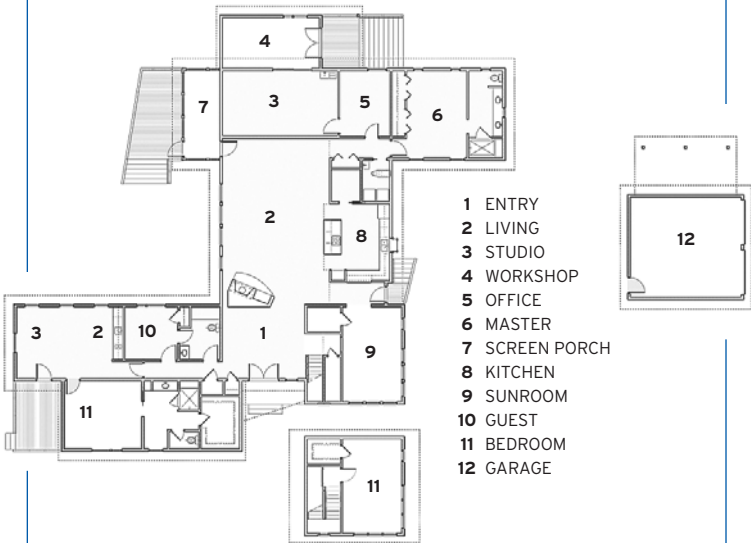 4
7
3
5
6
2
8
1 ENTRY
2 LIVING
3 STUDIO
4 WORKSHOP
5 OFFICE
6 MASTER
7 SCREEN PORCH
8 KITCHEN
9 SUNROOM
10 GUEST
11 BEDROOM
12 GARAGE
12
3
2
10
1
9
11
11